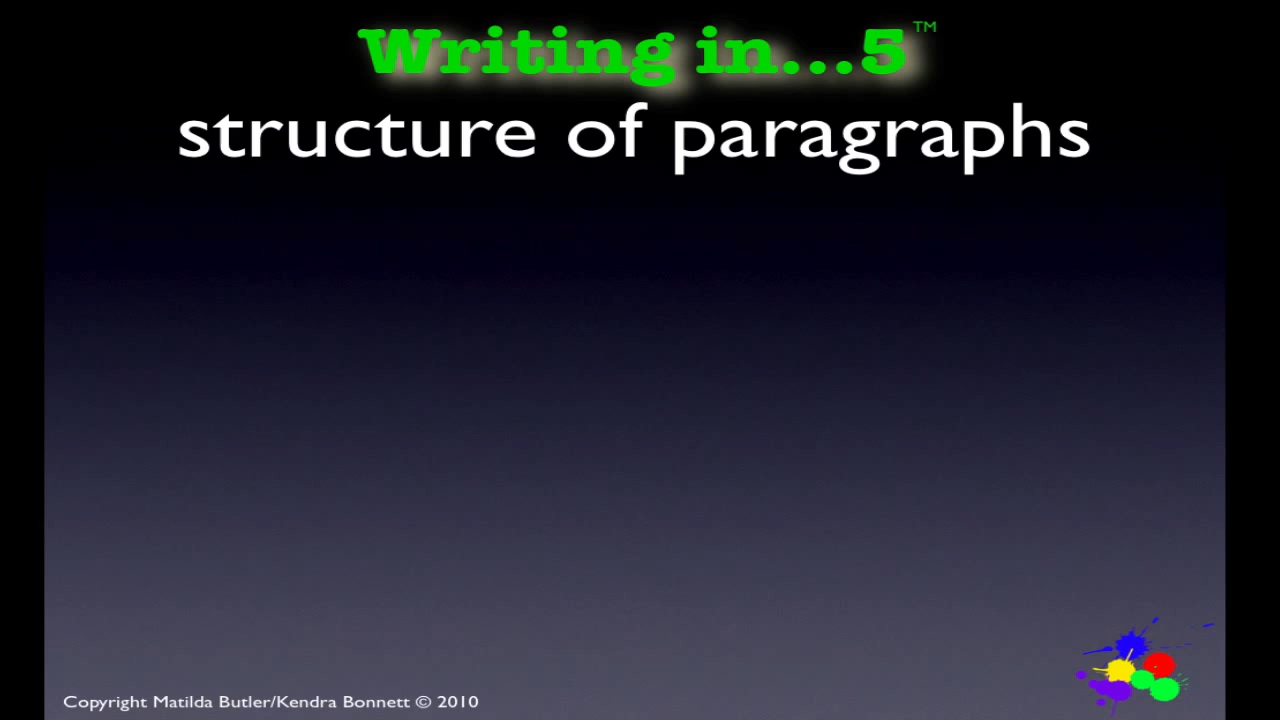 Writing in...5™
structure of paragraphs
Copyright Matilda Butler/Kendra Bonnett © 2010